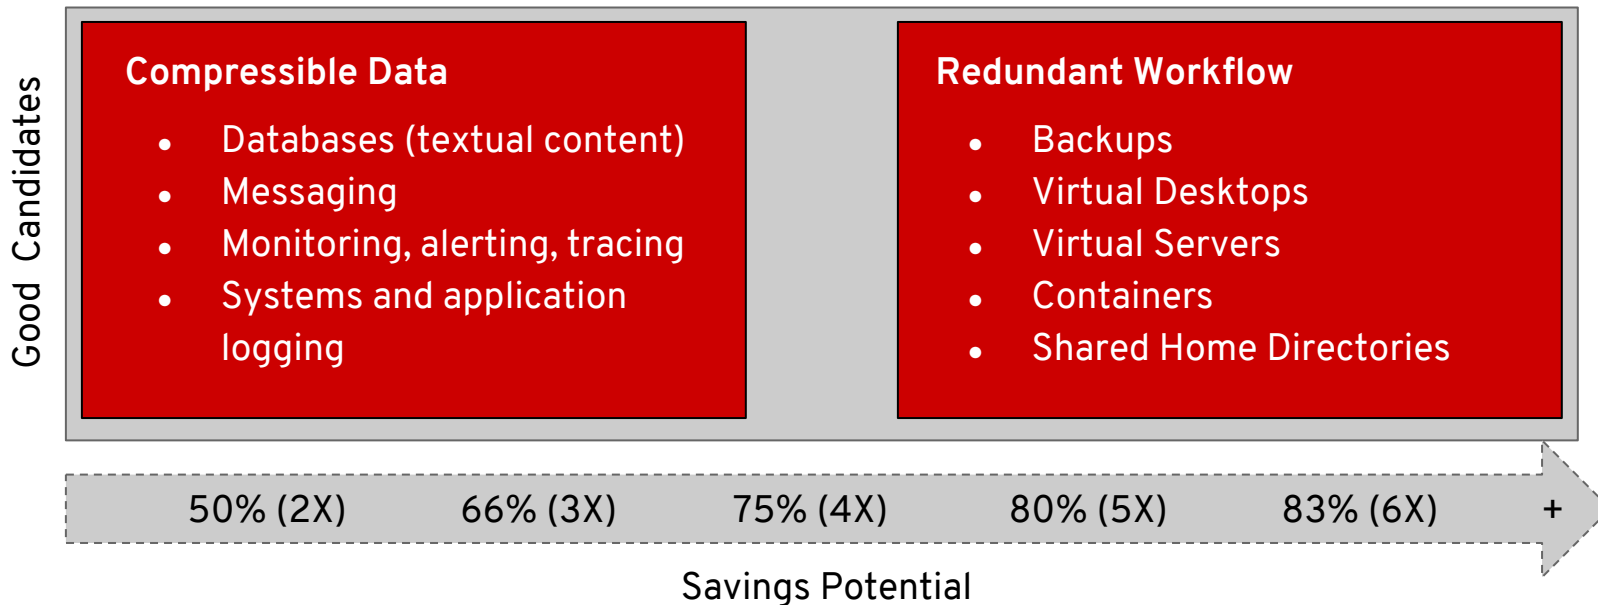 Good Candidates
Compressible Data
• Databases (textual content)
• Messaging
• Monitoring, alerting, tracing
• Systems and application
logging
Redundant Workflow
• Backups
• Virtual Desktops
• Virtual Servers
• Containers
• Shared Home Directories
50% (2X) 66% (3X) 75% (4X) 80% (5X) 83% (6X) +
Savings Potential